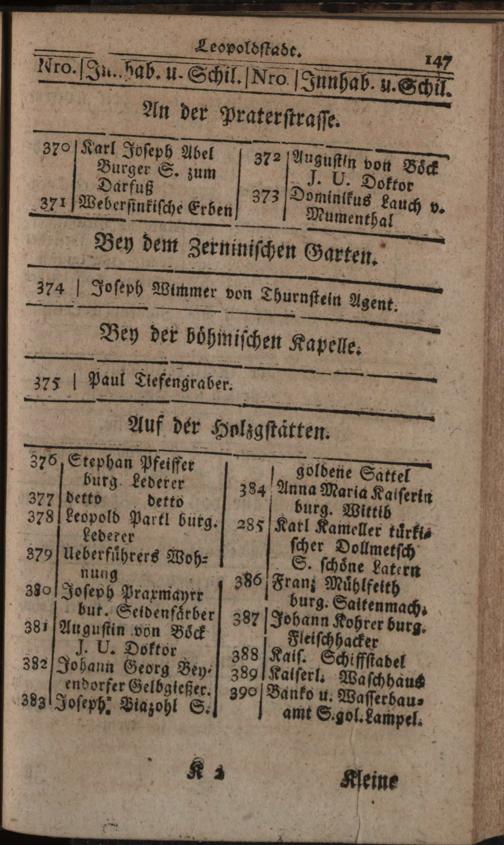 Leopoldstadt. 147
Nro. | In..hab. u. Schil. | Nro. | Innhab. u. Schil.
An der Praterstrasse.
370 Karl Joseph Abel
Burger S. zum
Darfuß
371 Webersinkische Erben
372 Augustin von Böck
J. U. Doktor
373 Dominikus Lauch v.
Mumenthal
Bey dem Zerninischen Garten.
374 | Joseph Wimmer von Thurnstein Agent.
Bey der böhmischen Kapelle.
375 | Paul Tiefengraber.
Auf der Holzgstätten.
376 Stephan Pfeiffer
burg. Lederer
377 detto detto
378 Leopold Partl burg.
Lederer
379 Ueberführers Woh-
nung
380 Joseph Praxmayrr
bur. Seidenfärber
381 Augustin von Böck
J. U. Doktor
382 Johann Georg Bey-
endorfer Gelbgießer.
383 Joseph. Biazohl S.
goldene Sattel
384 Anna Maria Kaiserin
burg. Wittib
285 Karl Kameller türki-
scher Dollmetsch
S. schöne Latern
386 Franz Mühlfeith
burg. Saitenmach.
387 Johann Kohrer burg.
Fleischhacker
388 Kais. Schiffstadel
389 Kaiserl. Waschhaus
390 Banko u. Wasserbau-
amt S. gol. Lampel.
K 2
Kleine